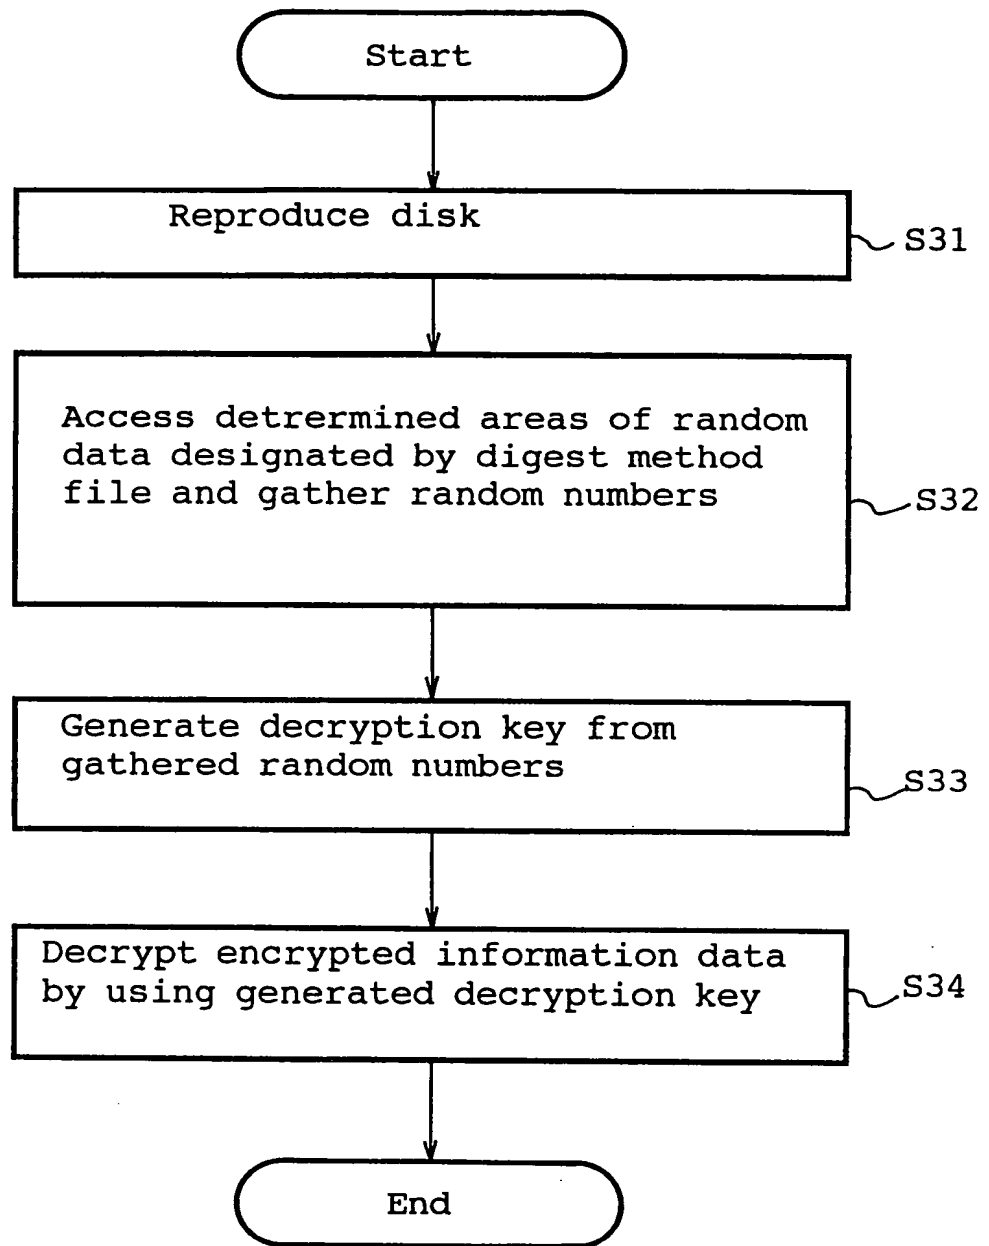 Start
Reproduce disk
S31
Access detrermined areas of random
data designated by digest method
file and gather random numbers
S32
Generate decryption key from
gathered random numbers
S33
Decrypt encrypted information data
by using generated decryption key
S34
End